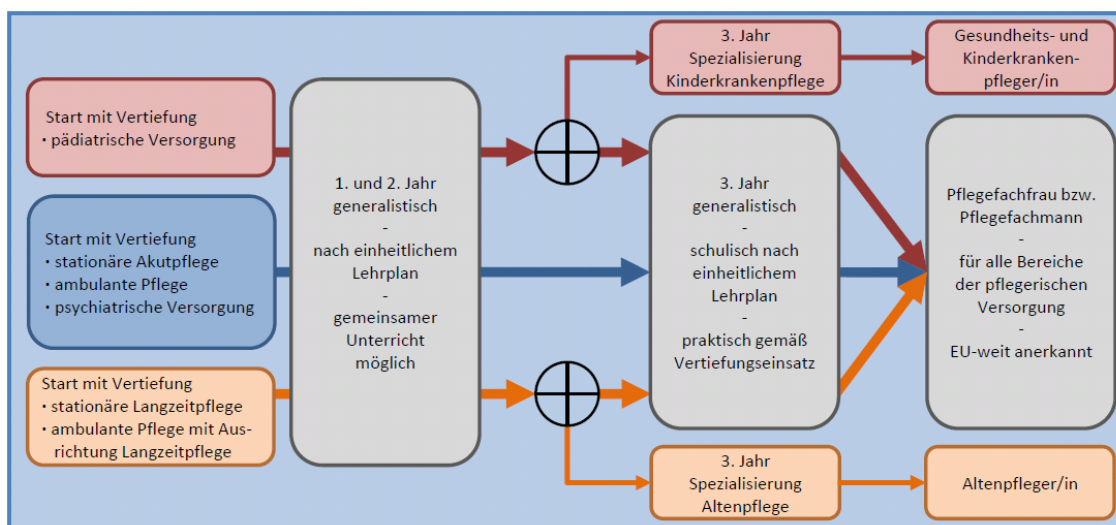 Start mit Vertiefung
· pädiatrische Versorgung
Start mit Vertiefung
· stationäre Akutpflege
· ambulante Pflege
· psychiatrische Versorgung
Start mit Vertiefung
· stationäre Langzeitpflege
· ambulante Pflege mit Aus-
richtung Langzeitpflege
1. und 2. Jahr
generalistisch
-
nach einheitlichem
Lehrplan
-
gemeinsamer
Unterricht
möglich
3. Jahr
Spezialisierung
Kinderkrankenpflege
3. Jahr
generalistisch
-
schulisch nach
einheitlichem
Lehrplan
-
praktisch gemäß
Vertiefungseinsatz
3. Jahr
Spezialisierung
Altenpflege
Gesundheits- und
Kinderkranken-
pfleger/in
Pflegefachfrau bzw.
Pflegefachmann
-
für alle Bereiche
der pflegerischen
Versorgung
-
EU-weit anerkannt
Altenpfleger/in